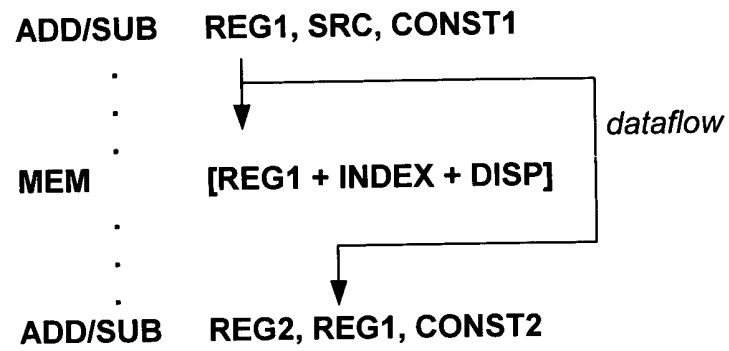 ADD/SUB REG1, SRC, CONST1
dataflow
MEM [REG1 + INDEX + DISP]
ADD/SUB REG2, REG1, CONST2